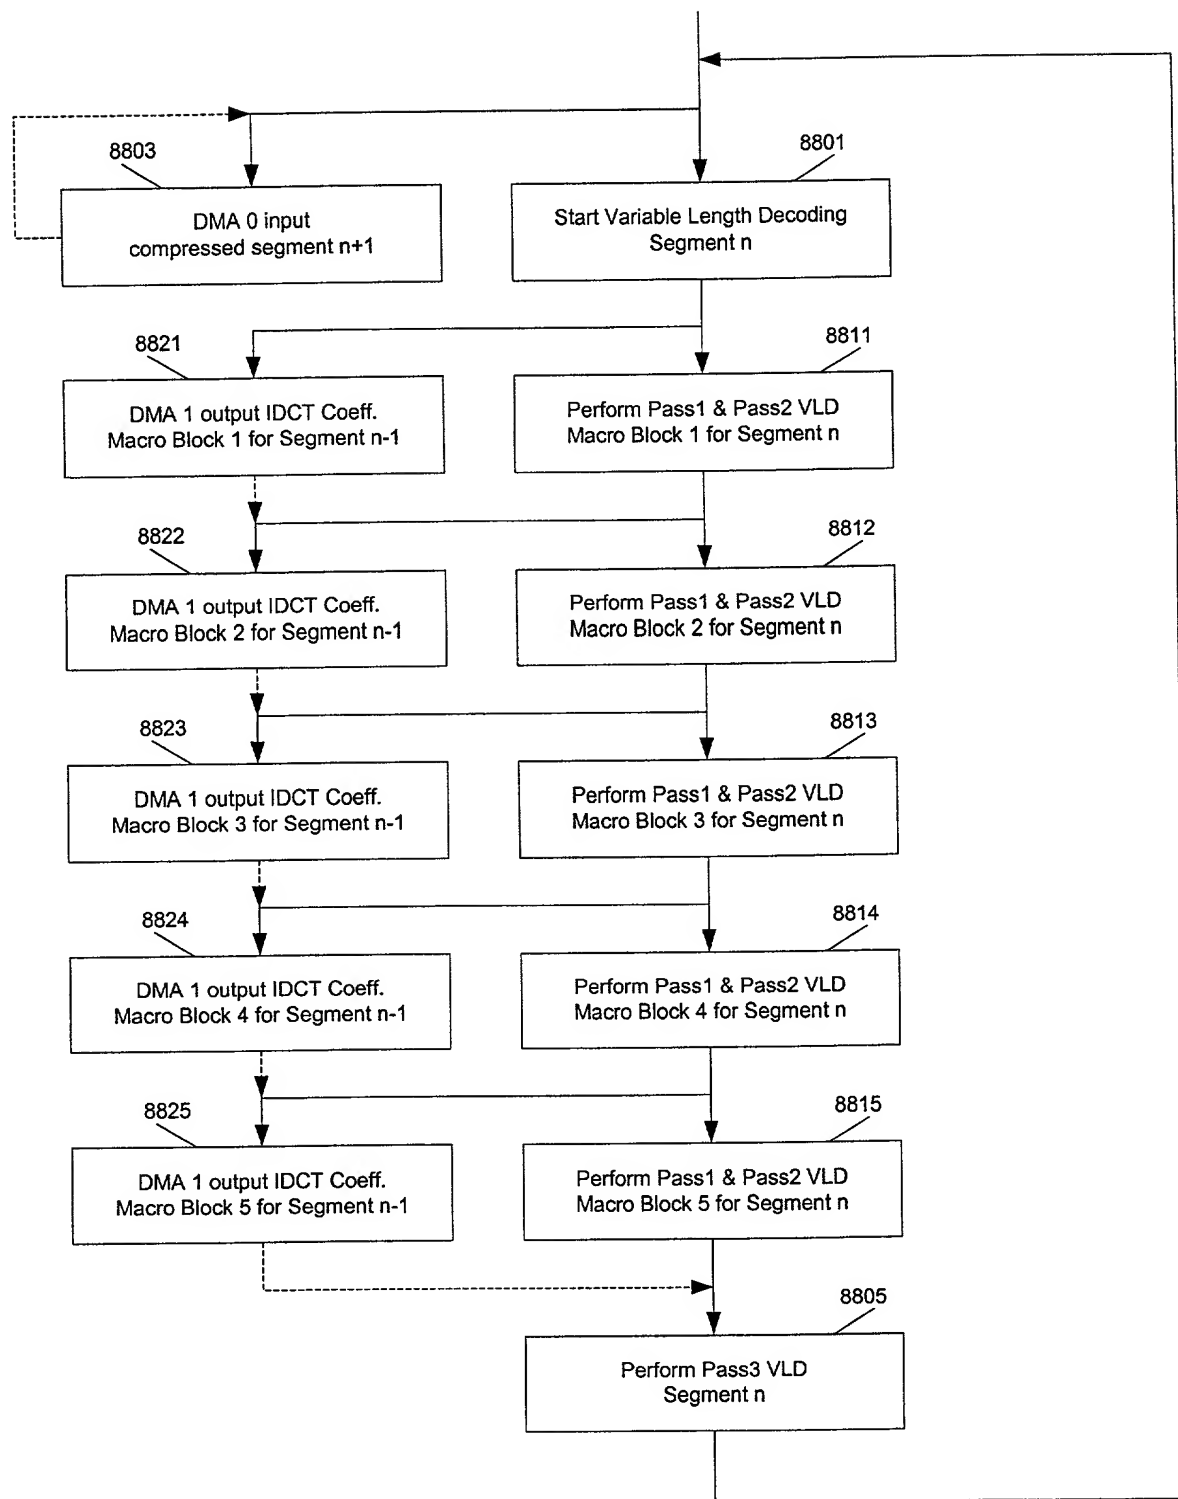 8803
8801
DMA 0 input
compressed segment n+1
Start Variable Length Decoding
Segment n
8821
8811
DMA 1 output IDCT Coeff.
Macro Block 1 for Segment n-1
Perform Pass1 & Pass2 VLD
Macro Block 1 for Segment n
8822
8812
DMA 1 output IDCT Coeff.
Macro Block 2 for Segment n-1
Perform Pass1 & Pass2 VLD
Macro Block 2 for Segment n
8823
8813
DMA 1 output IDCT Coeff.
Macro Block 3 for Segment n-1
Perform Pass1 & Pass2 VLD
Macro Block 3 for Segment n
8824
8814
DMA 1 output IDCT Coeff.
Macro Block 4 for Segment n-1
Perform Pass1 & Pass2 VLD
Macro Block 4 for Segment n
8825
8815
DMA 1 output IDCT Coeff.
Macro Block 5 for Segment n-1
Perform Pass1 & Pass2 VLD
Macro Block 5 for Segment n
8805
Perform Pass3 VLD
Segment n